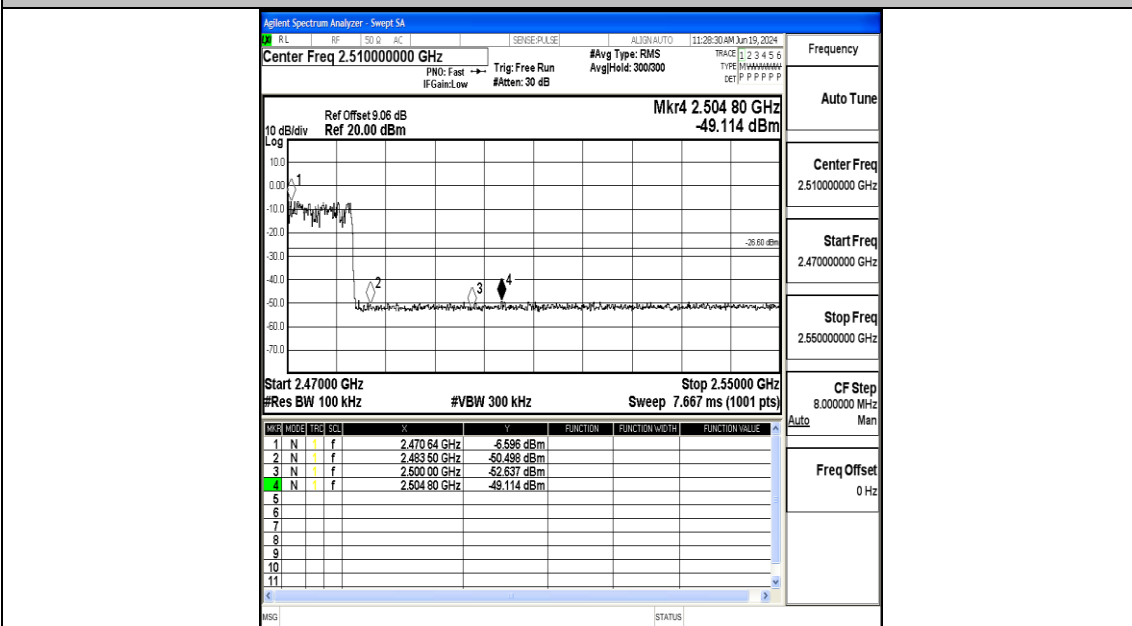 Agilent Spectrum Analyzer - Swept SA
RL RF 50 Ω AC SENSE:PULSE ALIGN AUTO 11:28:30 AM Jun 19, 2024
Center Freq 2.510000000 GHz
PNO: Fast
IFGain:Low
Trig: Free Run
#Atten: 30 dB
#Avg Type: RMS
Avg|Hold: 300/300
TRACE 1 2 3 4 5 6
TYPE MWWWWW
DET P P P P P P
Ref Offset 9.06 dB
10 dB/div Ref 20.00 dBm
Log
Mkr4 2.504 80 GHz
-49.114 dBm
10.0
0.00
-10.0
-20.0
-30.0
-40.0
-50.0
-60.0
-70.0
1
2
3
4
-26.60 dBm
Start 2.47000 GHz Stop 2.55000 GHz
#Res BW 100 kHz #VBW 300 kHz Sweep 7.667 ms (1001 pts)
MKR MODE TRC SCL X Y FUNCTION FUNCTION WIDTH FUNCTION VALUE
1 N 1 f 2.470 64 GHz -6.596 dBm
2 N 1 f 2.483 50 GHz -50.498 dBm
3 N 1 f 2.500 00 GHz -52.637 dBm
4 N 1 f 2.504 80 GHz -49.114 dBm
5
6
7
8
9
10
11
MSG STATUS
Frequency
Auto Tune
Center Freq
2.510000000 GHz
Start Freq
2.470000000 GHz
Stop Freq
2.550000000 GHz
CF Step
8.000000 MHz
Auto Man
Freq Offset
0 Hz